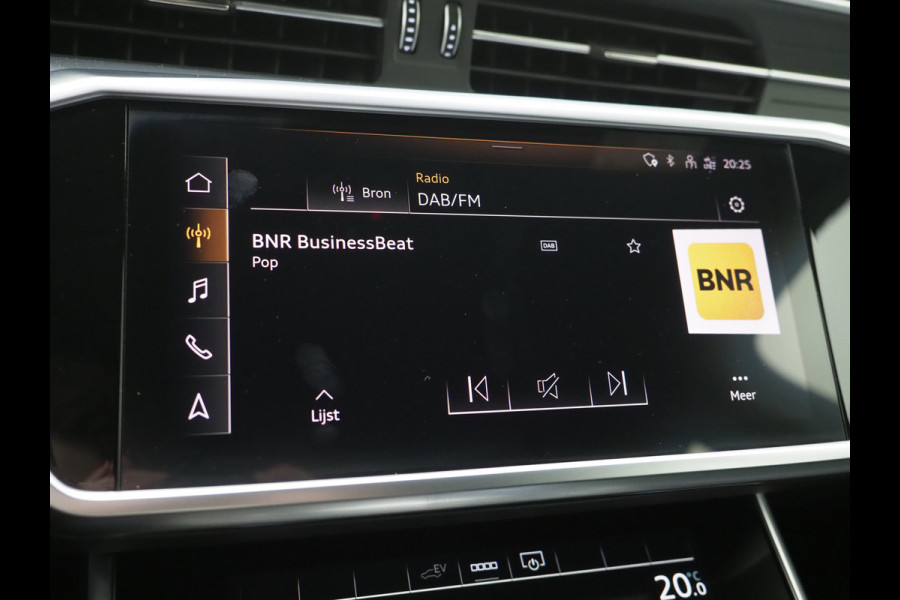 20:25
Radio
Bron
DAB/FM
BNR BusinessBeat
DAB
Pop
BNR
Lijst
Meer
EV
20.0 °C